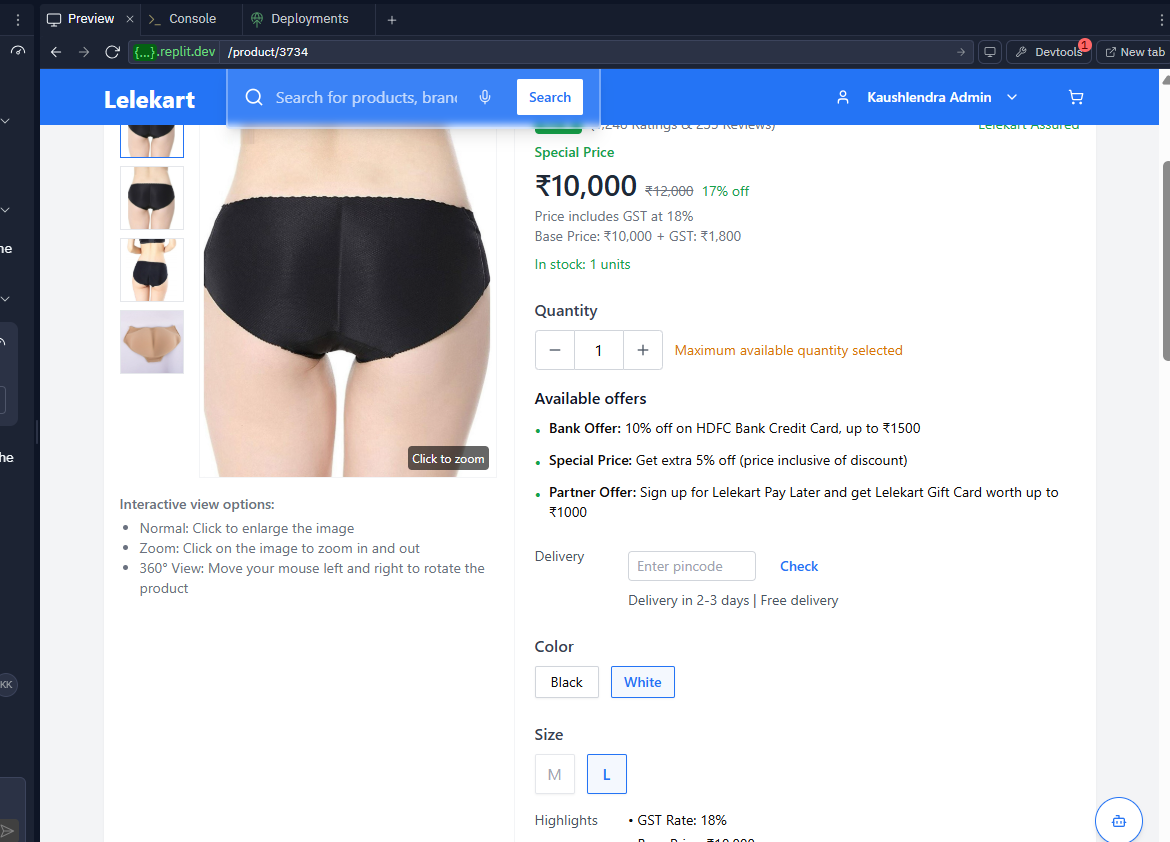 Preview
Console
Deployments
{...}.replit.dev /product/3734
Devtools
1
New tab
Lelekart
Search for products, branc
Search
Kaushlendra Admin
Lelekart Assured
Special Price
₹10,000 ₹12,000 17% off
Price includes GST at 18%
Base Price: ₹10,000 + GST: ₹1,800
In stock: 1 units
Quantity
1
Maximum available quantity selected
Available offers
Bank Offer: 10% off on HDFC Bank Credit Card, up to ₹1500
Special Price: Get extra 5% off (price inclusive of discount)
Partner Offer: Sign up for Lelekart Pay Later and get Lelekart Gift Card worth up to
₹1000
Click to zoom
Interactive view options:
• Normal: Click to enlarge the image
• Zoom: Click on the image to zoom in and out
• 360° View: Move your mouse left and right to rotate the
product
Delivery
Enter pincode
Check
Delivery in 2-3 days | Free delivery
Color
Black
White
Size
M
L
Highlights
• GST Rate: 18%
ne
he
KK